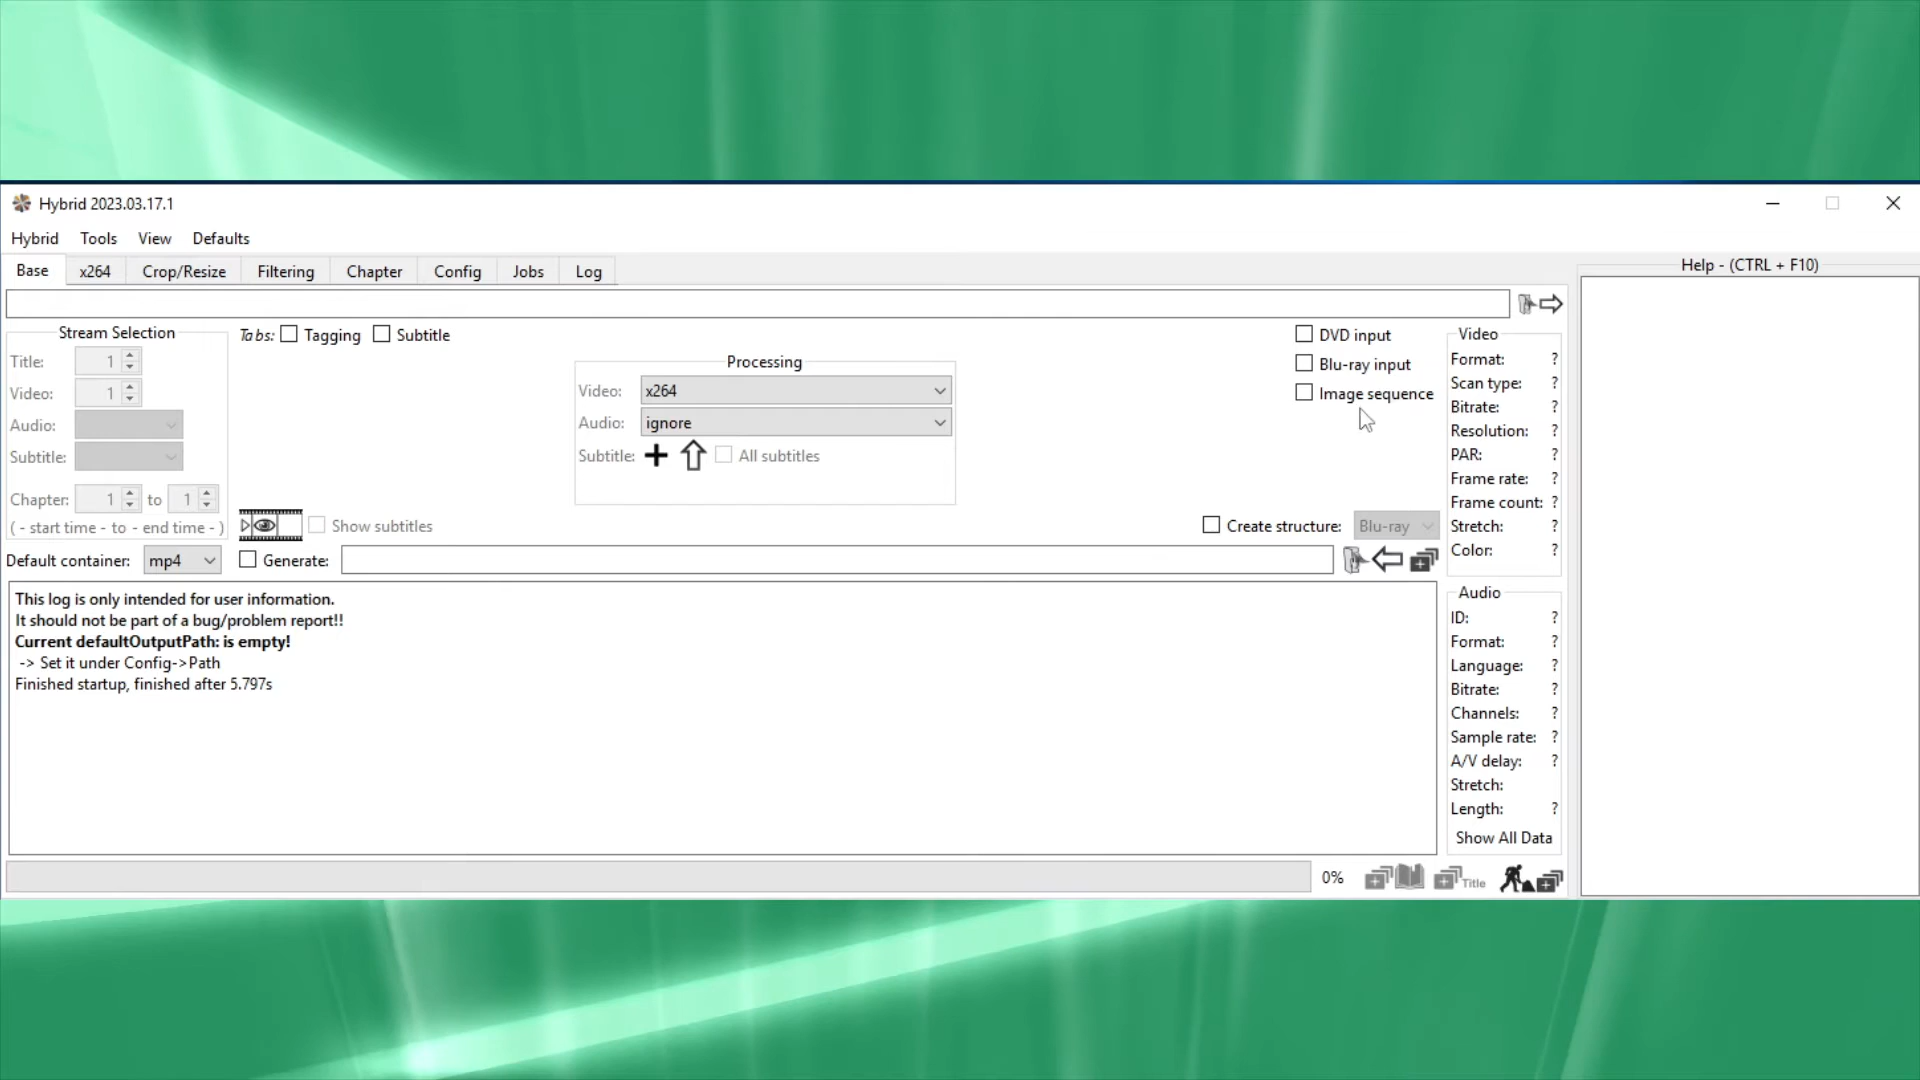 Hybrid 2023.03.17.1
Hybrid Tools View Defaults
Base x264 Crop/Resize Filtering Chapter Config Jobs Log
Help - (CTRL + F10)
Stream Selection
Title: 1
Video: 1
Audio:
Subtitle:
Chapter: 1 to 1
( - start time - to - end time - )
Tabs: Tagging Subtitle
Processing
Video: x264
Audio: ignore
Subtitle: All subtitles
DVD input
Blu-ray input
Image sequence
Show subtitles
Create structure: Blu-ray
Default container: mp4 Generate:
Video
Format: ?
Scan type: ?
Bitrate: ?
Resolution: ?
PAR: ?
Frame rate: ?
Frame count: ?
Stretch: ?
Color: ?
This log is only intended for user information.
It should not be part of a bug/problem report!!
Current defaultOutputPath: is empty!
-> Set it under Config->Path
Finished startup, finished after 5.797s
Audio
ID: ?
Format: ?
Language: ?
Bitrate: ?
Channels: ?
Sample rate: ?
A/V delay: ?
Stretch:
Length: ?
Show All Data
0% Title